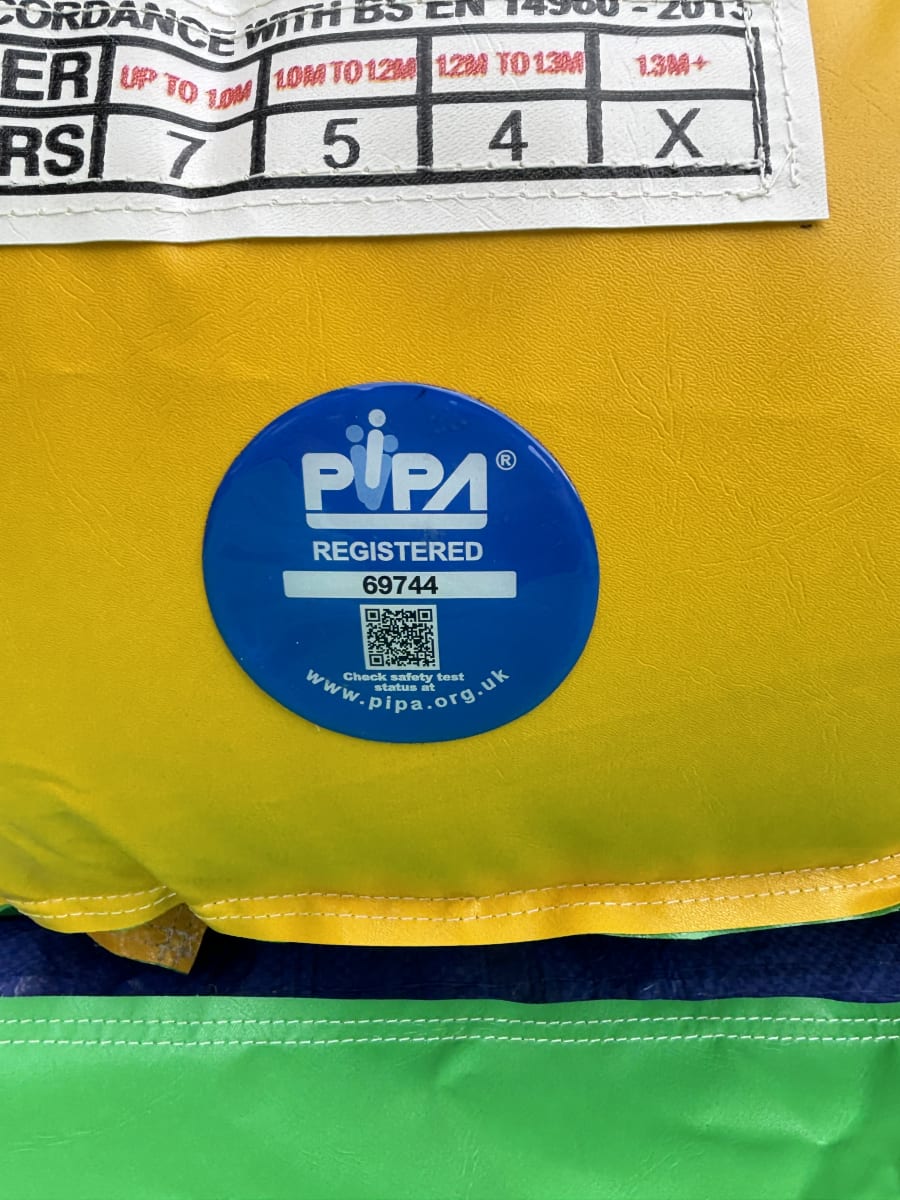 CORDANCE WITH BS EN 14960 - 2013
ER UP TO 1.0M 1.0M TO 1.2M 1.2M TO 1.3M 1.3M+
RS 7 5 4 X
PIPA®
REGISTERED
69744
Check safety test
status at
www.pipa.org.uk